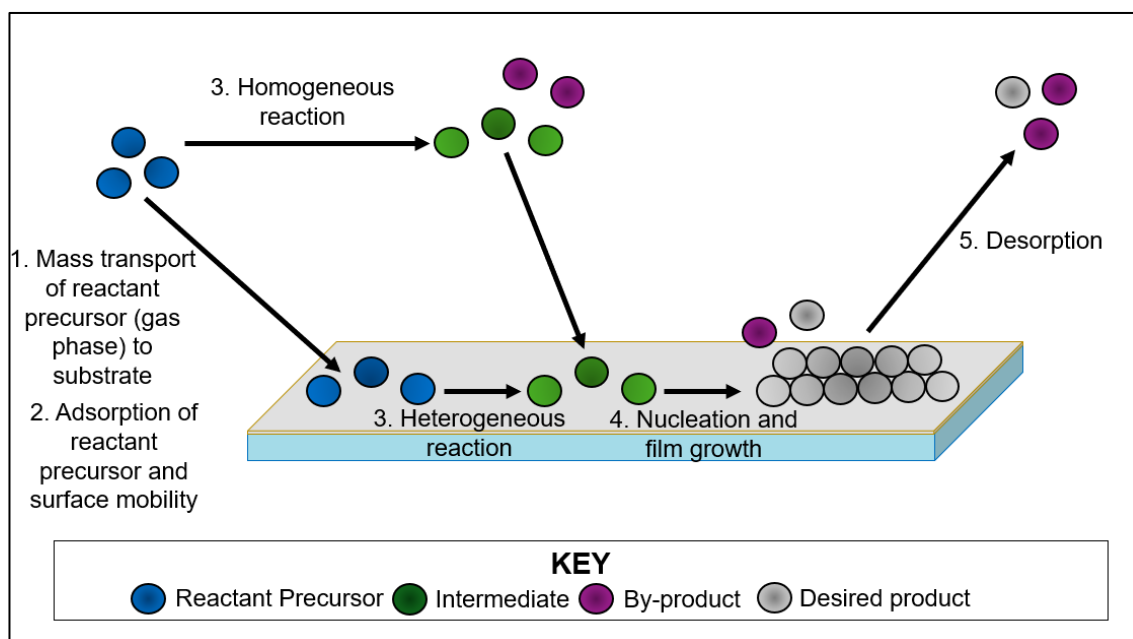 3. Homogeneous
reaction
1. Mass transport
of reactant
precursor (gas
phase) to
substrate
2. Adsorption of
reactant
precursor and
surface mobility
3. Heterogeneous
reaction
4. Nucleation and
film growth
5. Desorption
KEY
Reactant Precursor Intermediate By-product Desired product